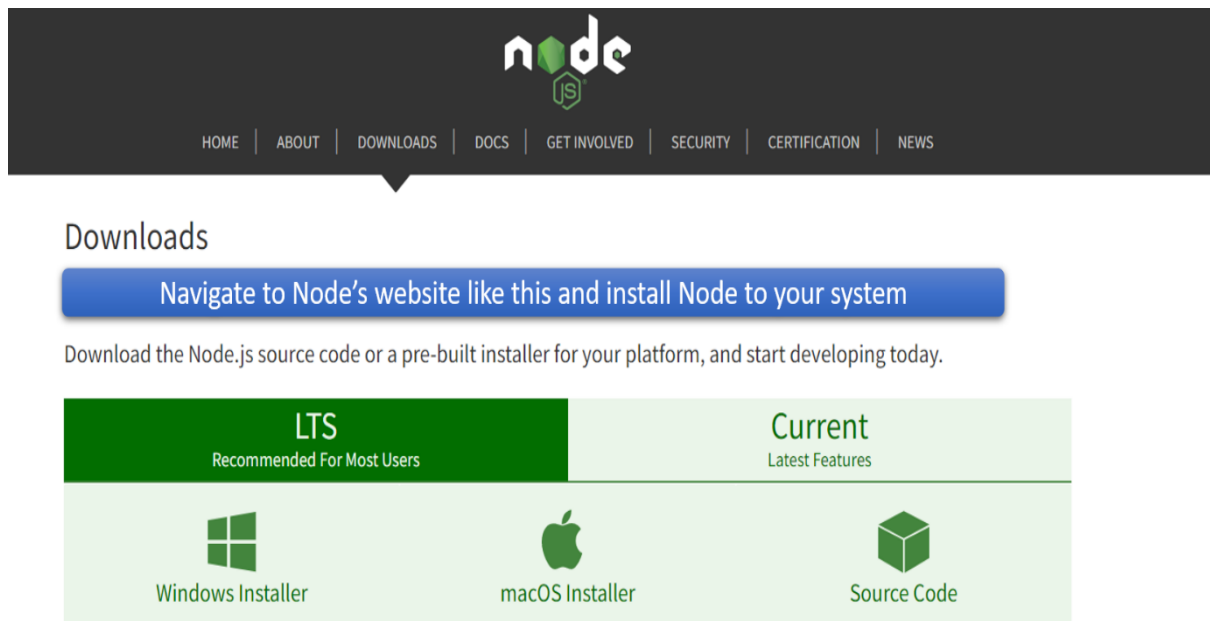 node
JS
HOME | ABOUT | DOWNLOADS | DOCS | GET INVOLVED | SECURITY | CERTIFICATION | NEWS
Downloads
Navigate to Node's website like this and install Node to your system
Download the Node.js source code or a pre-built installer for your platform, and start developing today.
LTS
Recommended For Most Users
Current
Latest Features
Windows Installer
macOS Installer
Source Code